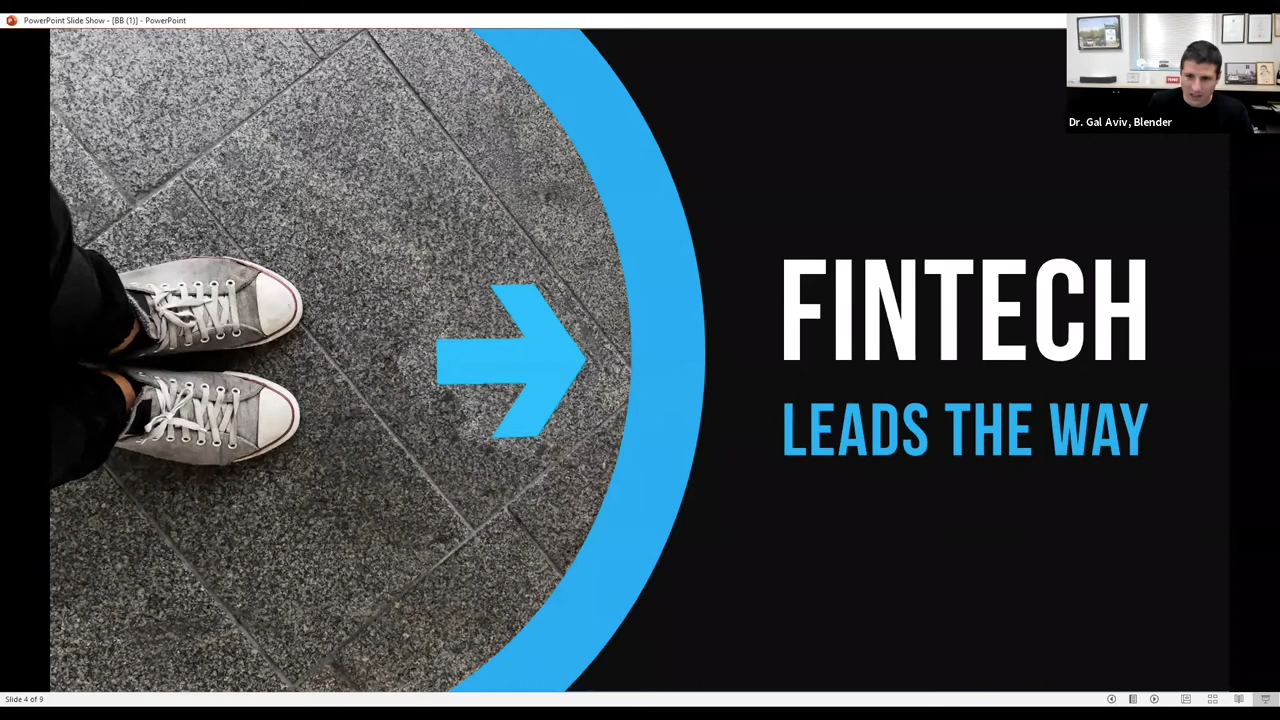 PowerPoint Slide Show - [BB (1)] - PowerPoint
Dr. Gal Aviv, Blender
FINTECH
LEADS THE WAY
Slide 4 of 9